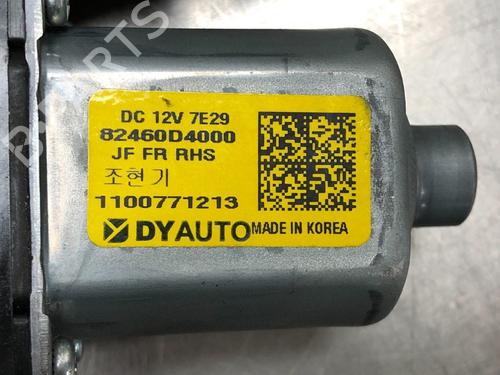 DC 12V 7E29
82460D4000
JF FR RHS
조현기
1100771213
DYAUTO MADE IN KOREA